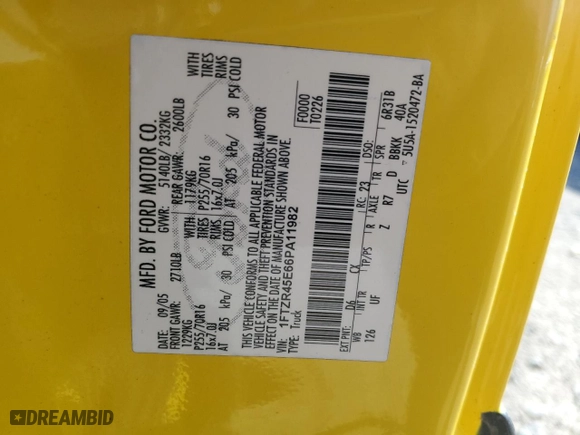 MFD. BY FORD MOTOR CO.
DATE: 09/05 GVWR: 5140LB/ 2332KG
FRONT GAWR: 2710LB REAR GAWR: 2600LB
1229KG WITH 1179KG WITH
P255/70R16 TIRES P255/70R16 TIRES
16x7.0J RIMS 16x7.0J RIMS
AT 205 kPa/ 30 PSI COLD AT 205 kPa/ 30 PSI COLD
THIS VEHICLE CONFORMS TO ALL APPLICABLE FEDERAL MOTOR
VEHICLE SAFETY AND THEFT PREVENTION STANDARDS IN
EFFECT ON THE DATE OF MANUFACTURE SHOWN ABOVE.
VIN: 1FTZR45E66PA11982 F0000
TYPE: Truck T0226
EXT PNT: D6 CX RC: 23 DSO:
WB INT TR TP/PS R AXLE TR SPR 6R31B
126 UF Z R7 D BBKK 40A
UTC 5U5A-1520472-BA
DREAMBID